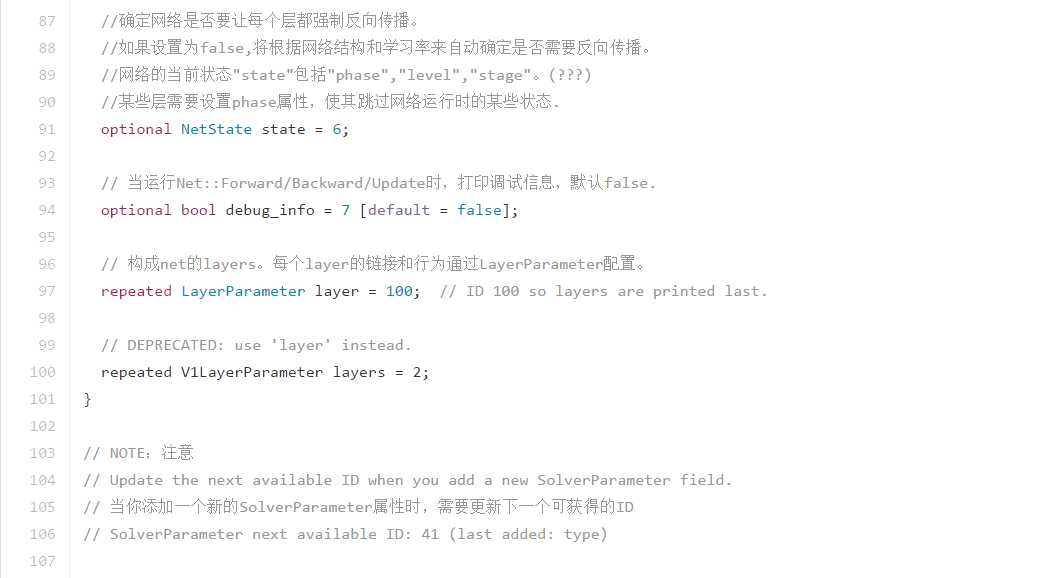 87 //确定网络是否要让每个层都强制反向传播。
88 //如果设置为false,将根据网络结构和学习率来自动确定是否需要反向传播。
89 //网络的当前状态"state"包括"phase","level","stage"。(???)
90 //某些层需要设置phase属性，使其跳过网络运行时的某些状态.
91 optional NetState state = 6;
92
93 // 当运行Net::Forward/Backward/Update时，打印调试信息，默认false.
94 optional bool debug_info = 7 [default = false];
95
96 // 构成net的layers。每个layer的链接和行为通过LayerParameter配置。
97 repeated LayerParameter layer = 100;  // ID 100 so layers are printed last.
98
99 // DEPRECATED: use 'layer' instead.
100 repeated V1LayerParameter layers = 2;
101 }
102
103 // NOTE：注意
104 // Update the next available ID when you add a new SolverParameter field.
105 // 当你添加一个新的SolverParameter属性时，需要更新下一个可获得的ID
106 // SolverParameter next available ID: 41 (last added: type)
107